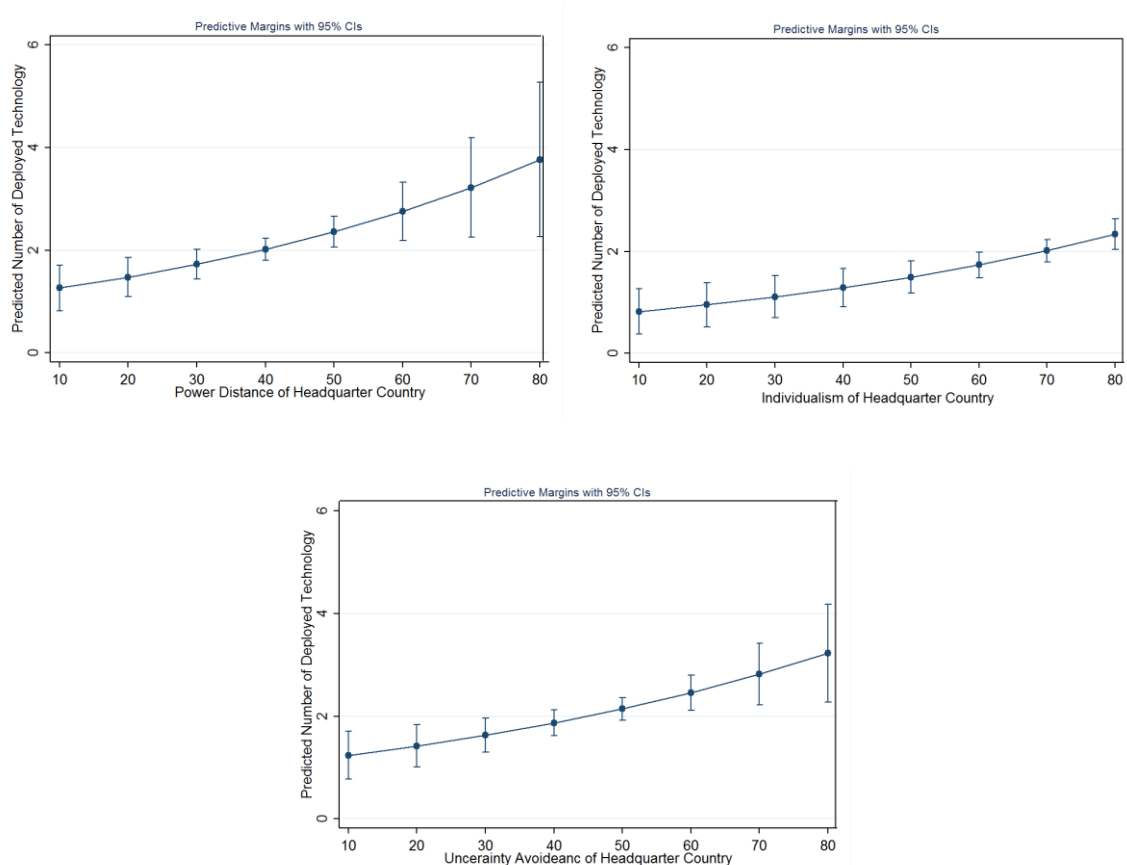 Predictive Margins with 95% CIs
Predicted Number of Deployed Technology
6
4
2
0
10 20 30 40 50 60 70 80
Power Distance of Headquarter Country
Predictive Margins with 95% CIs
Predicted Number of Deployed Technology
6
4
2
0
10 20 30 40 50 60 70 80
Individualism of Headquarter Country
Predictive Margins with 95% CIs
Predicted Number of Deployed Technology
6
4
2
0
10 20 30 40 50 60 70 80
Uncerainty Avoideanc of Headquarter Country